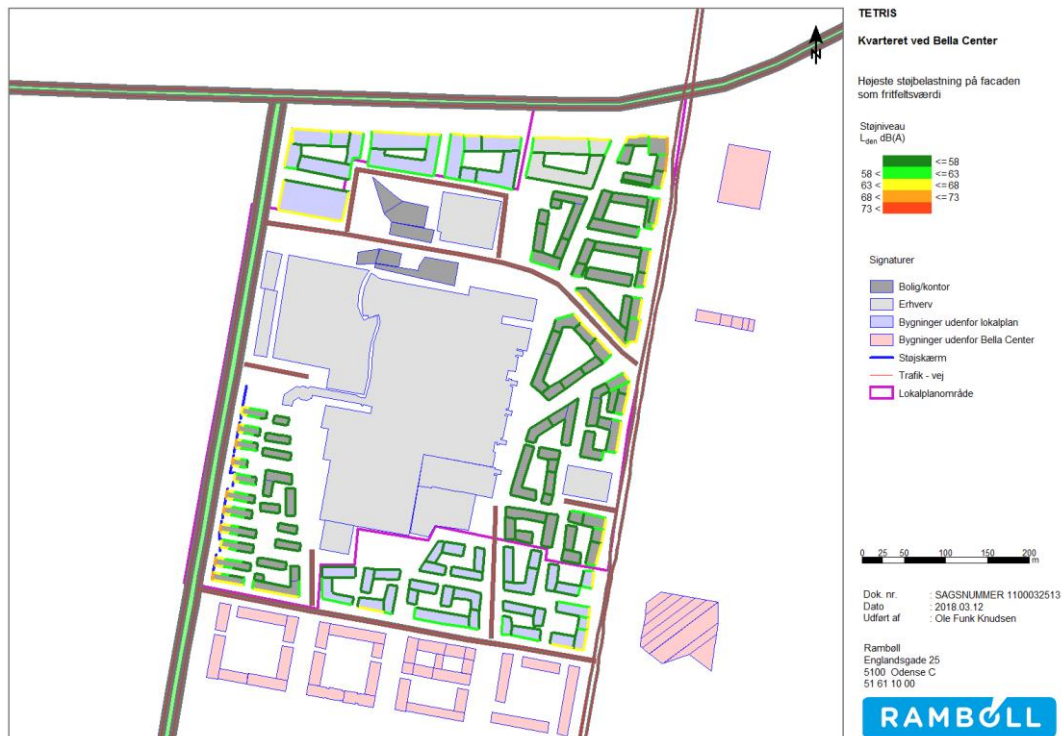 TETRIS
Kvarteret ved Bella Center
N
Højeste støjbelastning på facaden
som fritfeltsværdi
Støjniveau
Lden dB(A)
<= 58
58 < <= 63
63 < <= 68
68 < <= 73
73 <
Signaturer
Bolig/kontor
Erhverv
Bygninger udenfor lokalplan
Bygninger udenfor Bella Center
Støjskærm
Trafik - vej
Lokalplanområde
0 25 50 100 150 200
m
Dok. nr. : SAGSNUMMER 1100032513
Dato : 2018.03.12
Udført af : Ole Funk Knudsen
Rambøll
Englandsgade 25
5100 Odense C
51 61 10 00
RAMBOLL